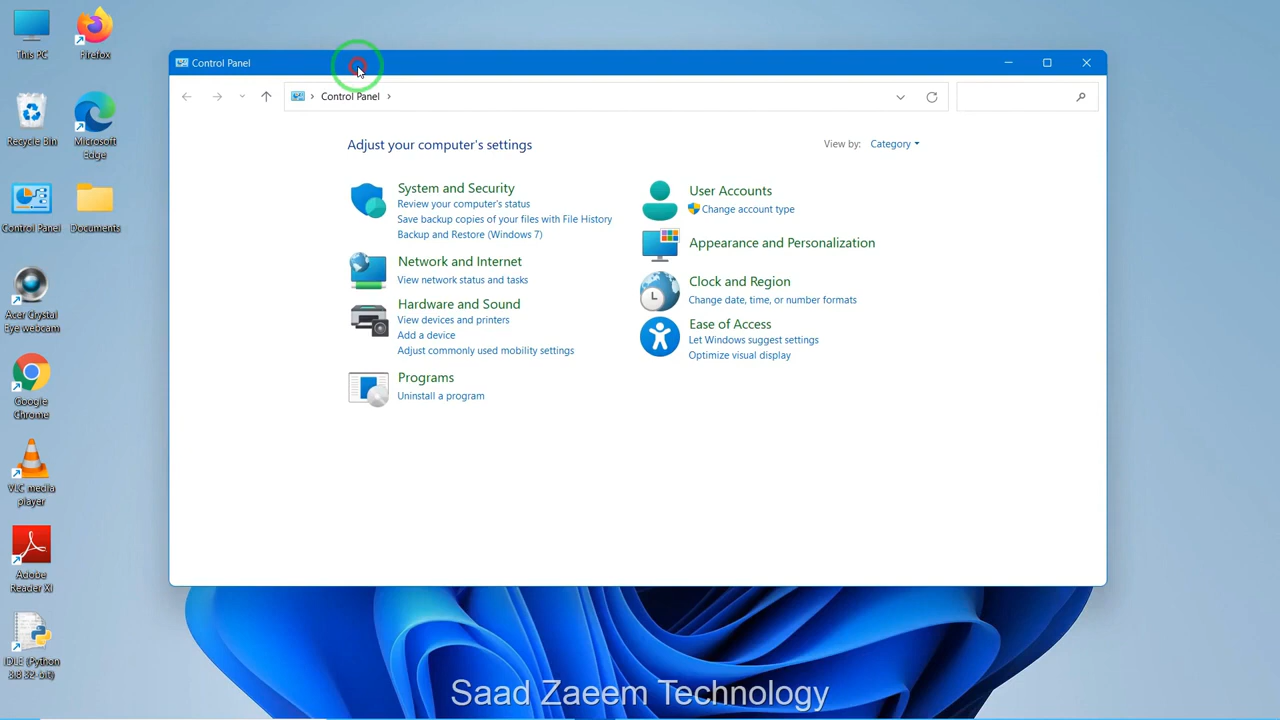 This PC
Firefox
Recycle Bin
Microsoft
Edge
Control Panel
Documents
Acer Crystal
Eye webcam
Google
Chrome
VLC media
player
Adobe
Reader XI
IDLE (Python
3.8 32-bit)
Control Panel
Control Panel
Adjust your computer's settings
View by: Category
System and Security
Review your computer's status
Save backup copies of your files with File History
Backup and Restore (Windows 7)
Network and Internet
View network status and tasks
Hardware and Sound
View devices and printers
Add a device
Adjust commonly used mobility settings
Programs
Uninstall a program
User Accounts
Change account type
Appearance and Personalization
Clock and Region
Change date, time, or number formats
Ease of Access
Let Windows suggest settings
Optimize visual display
Saad Zaeem Technology